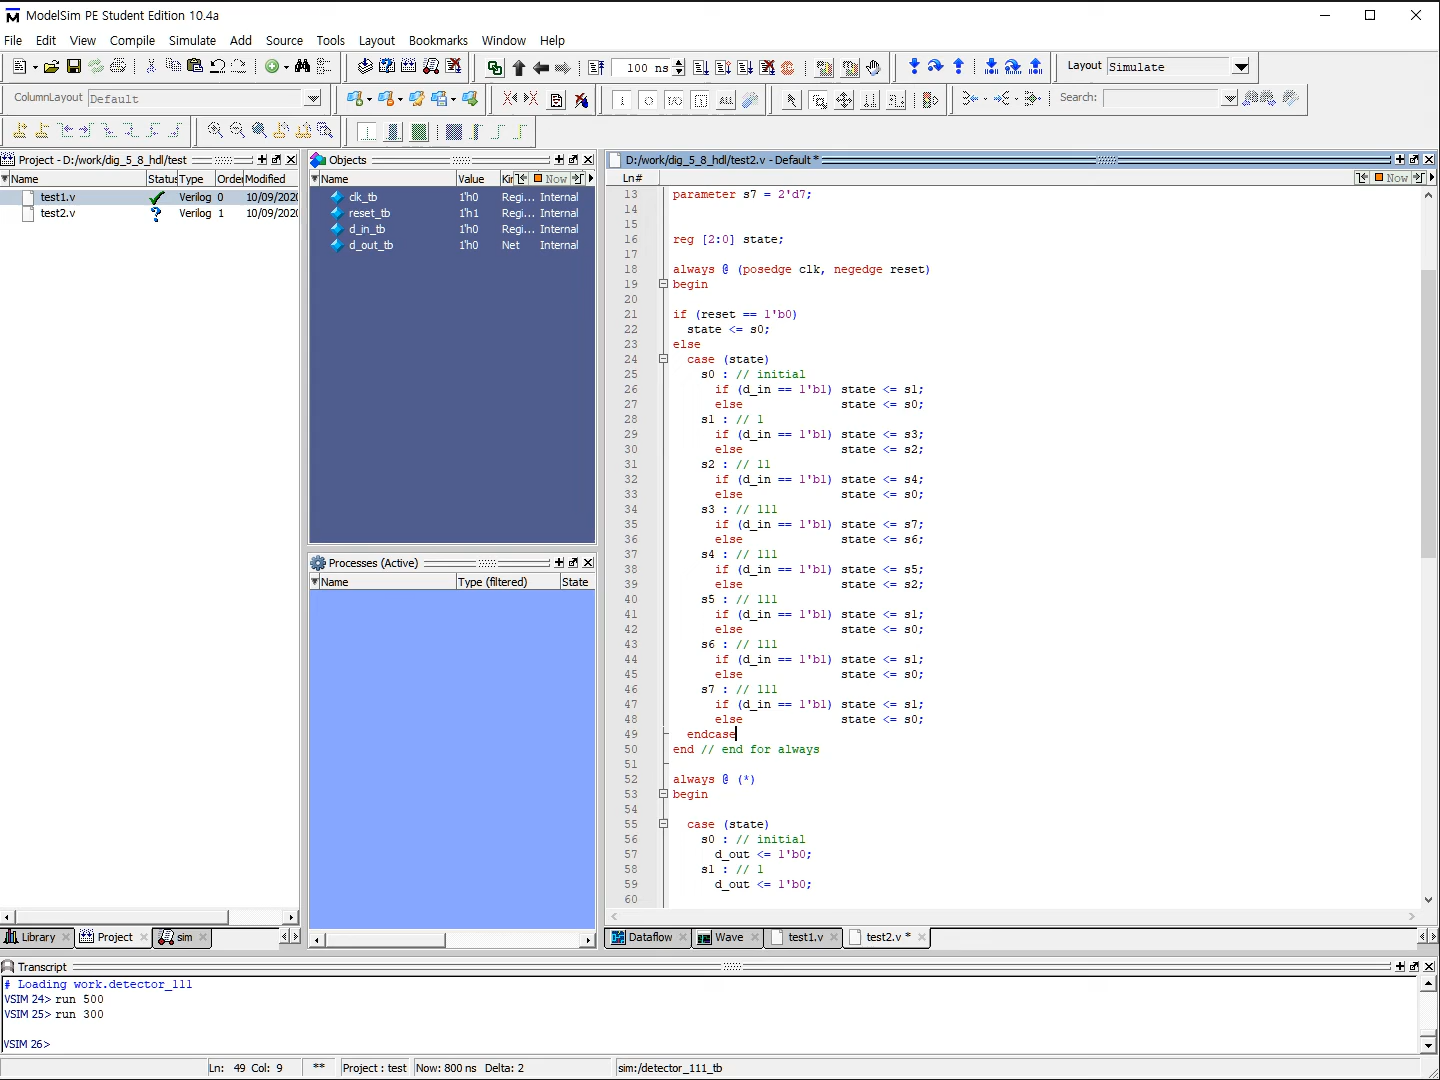 ModelSim PE Student Edition 10.4a
File Edit View Compile Simulate Add Source Tools Layout Bookmarks Window Help
100 ns
Layout Simulate
ColumnLayout Default
Search:
Project - D:/work/dig_5_8_hdl/test
Name Status Type Order Modified
test1.v Verilog 0 10/09/2020
test2.v ? Verilog 1 10/09/2020
Objects
Name Value Kin Now
clk_tb 1'h0 Regi... Internal
reset_tb 1'h1 Regi... Internal
d_in_tb 1'h0 Regi... Internal
d_out_tb 1'h0 Net Internal
Processes (Active)
Name Type (filtered) State
D:/work/dig_5_8_hdl/test2.v - Default *
Ln# Now
13 parameter s7 = 2'd7;
14
15
16 reg [2:0] state;
17
18 always @ (posedge clk, negedge reset)
19 begin
20
21 if (reset == 1'b0)
22 state <= s0;
23 else
24 case (state)
25 s0 : // initial
26 if (d_in == 1'b1) state <= s1;
27 else state <= s0;
28 s1 : // 1
29 if (d_in == 1'b1) state <= s3;
30 else state <= s2;
31 s2 : // 11
32 if (d_in == 1'b1) state <= s4;
33 else state <= s0;
34 s3 : // 111
35 if (d_in == 1'b1) state <= s7;
36 else state <= s6;
37 s4 : // 111
38 if (d_in == 1'b1) state <= s5;
39 else state <= s2;
40 s5 : // 111
41 if (d_in == 1'b1) state <= s1;
42 else state <= s0;
43 s6 : // 111
44 if (d_in == 1'b1) state <= s1;
45 else state <= s0;
46 s7 : // 111
47 if (d_in == 1'b1) state <= s1;
48 else state <= s0;
49 endcase
50 end // end for always
51
52 always @ (*)
53 begin
54
55 case (state)
56 s0 : // initial
57 d_out <= 1'b0;
58 s1 : // 1
59 d_out <= 1'b0;
60
Library Project sim
Dataflow Wave test1.v test2.v *
Transcript
# Loading work.detector_111
VSIM 24> run 500
VSIM 25> run 300
VSIM 26>
Ln: 49 Col: 9 ** Project : test Now: 800 ns Delta: 2 sim:/detector_111_tb